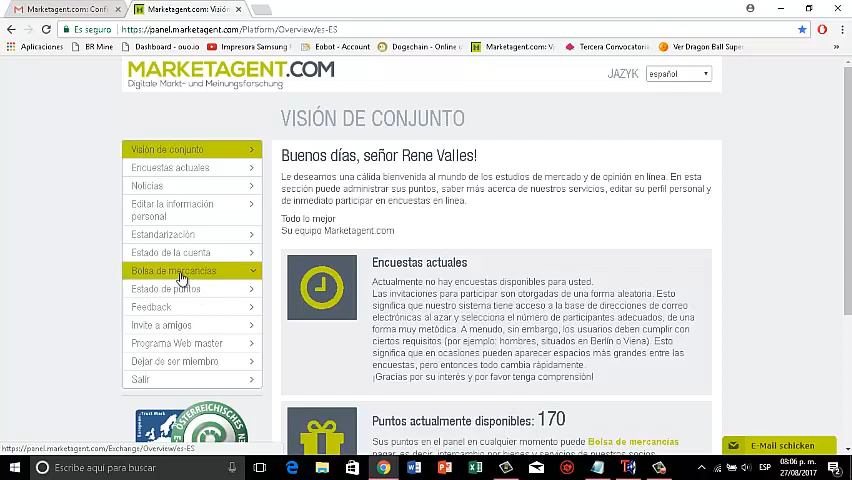 Marketagent.com: Confi
Marketagent.com: Visión
Es seguro
https://panel.marketagent.com/Platform/Overview/es-ES
Aplicaciones
BR Mine
Dashboard - ouo.io
Impresora Samsung
Eobot - Account
Dogechain - Getting
Marketagent.com: Vi
Tercera Convocatori
Ver Dragon Ball Supe
MARKETAGENT.COM
Digitale Markt- und Meinungsforschung
JAZYK
español
VISIÓN DE CONJUNTO
Visión de conjunto
Encuestas actuales
Noticias
Editar la información
personal
Estandarización
Estado de la cuenta
Bolsa de mercancías
Estado de puntos
Feedback
Invite a amigos
Programa Web master
Dejar de ser miembro
Salir
Buenos días, señor Rene Valles!
Le deseamos una cálida bienvenida al mundo de los estudios de mercado y de opinión en línea. En esta
sección puede administrar sus puntos, saber más acerca de nuestros servicios, editar su perfil personal y
de inmediato participar en encuestas en línea.
Todo lo mejor
Su equipo Marketagent.com
Encuestas actuales
Actualmente no hay encuestas disponibles para usted.
Las invitaciones para participar son otorgadas de una forma aleatoria. Esto
significa que nuestro sistema tiene acceso a la base de direcciones de correo
electrónicas al azar y selecciona el número de participantes adecuados, de una
forma muy metódica. A menudo, sin embargo, los usuarios deben cumplir con
ciertos requisitos (por ejemplo: hombres, situados en Berlín o Viena). Esto
significa que en ocasiones pueden aparecer espacios más grandes entre las
encuestas, pero entonces todo cambia rápidamente.
¡Gracias por su interés y por favor tenga comprensión!
Puntos actualmente disponibles: 170
Sus puntos en el panel en cualquier momento puede Bolsa de mercancías
E-Mail schicken
https://panel.marketagent.com/Exchange/Overview/es-ES
Escribe aquí para buscar
ESP
08:06 p. m.
27/08/2017